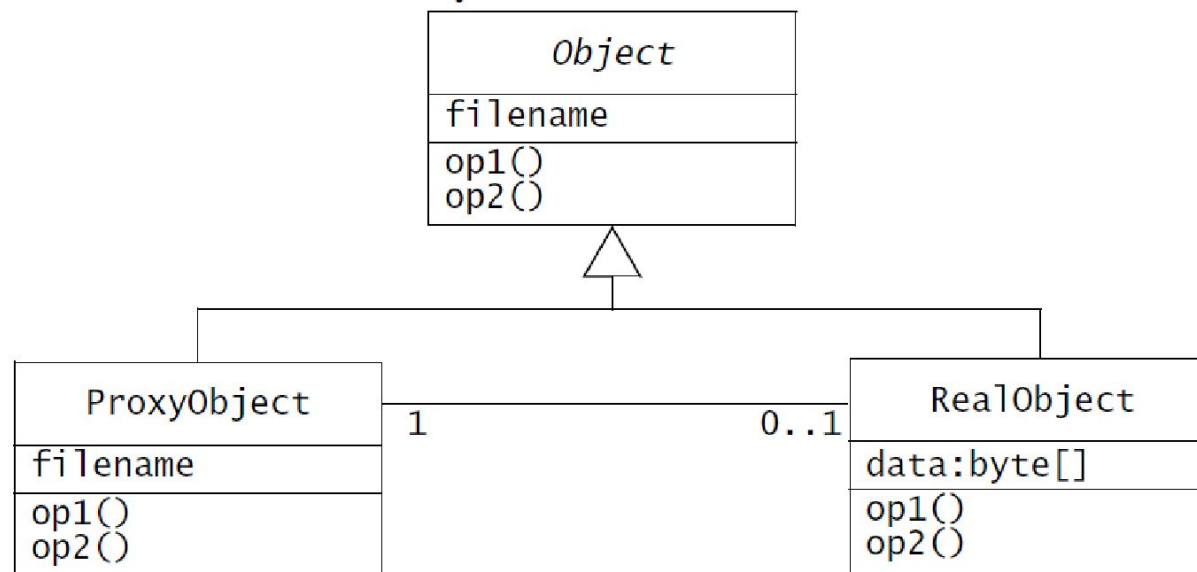 Object
filename
op1()
op2()
ProxyObject
1
0..1
RealObject
filename
data:byte[]
op1()
op2()
op1()
op2()